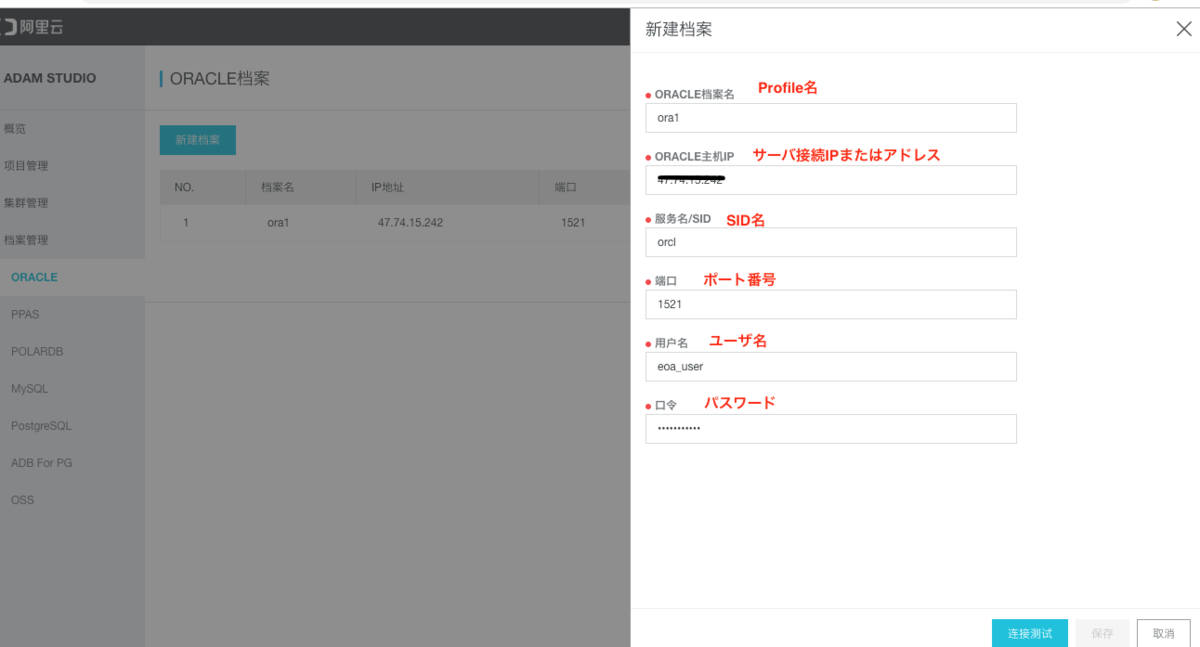 阿里云
ADAM STUDIO
概览
项目管理
集群管理
档案管理
ORACLE
PPAS
POLARDB
MySQL
PostgreSQL
ADB For PG
OSS
ORACLE档案
新建档案
NO. 档案名 IP地址 端口
1 ora1 47.74.15.242 1521
新建档案
ORACLE档案名 Profile名
ora1
ORACLE主机IP サーバ接続IPまたはアドレス
服务名/SID SID名
orcl
端口 ポート番号
1521
用户名 ユーザ名
eoa_user
口令 パスワード
连接测试 保存 取消